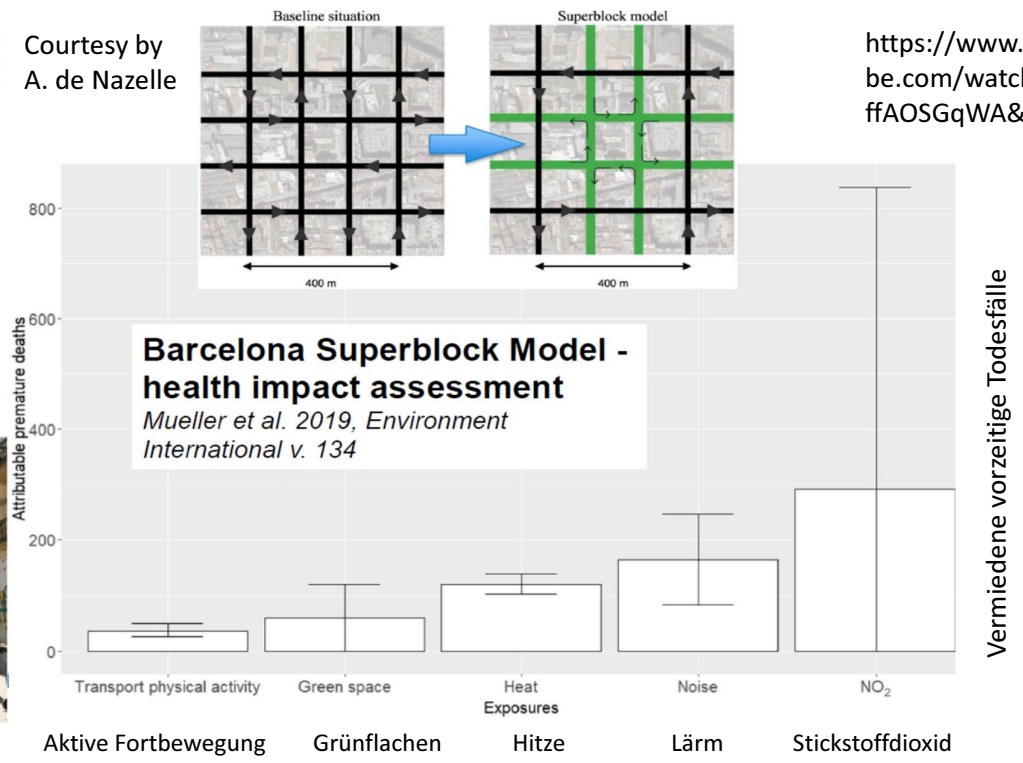 Courtesy by
A. de Nazelle
Baseline situation
Superblock model
400 m
400 m
https://www.
be.com/watch
ffAOSGqWA&
Barcelona Superblock Model -
health impact assessment
Mueller et al. 2019, Environment
International v. 134
Attributable premature deaths
800
600
400
200
0
Transport physical activity
Green space
Heat
Noise
NO₂
Exposures
Vermiedene vorzeitige Todesfälle
Aktive Fortbewegung
Grünflachen
Hitze
Lärm
Stickstoffdioxid